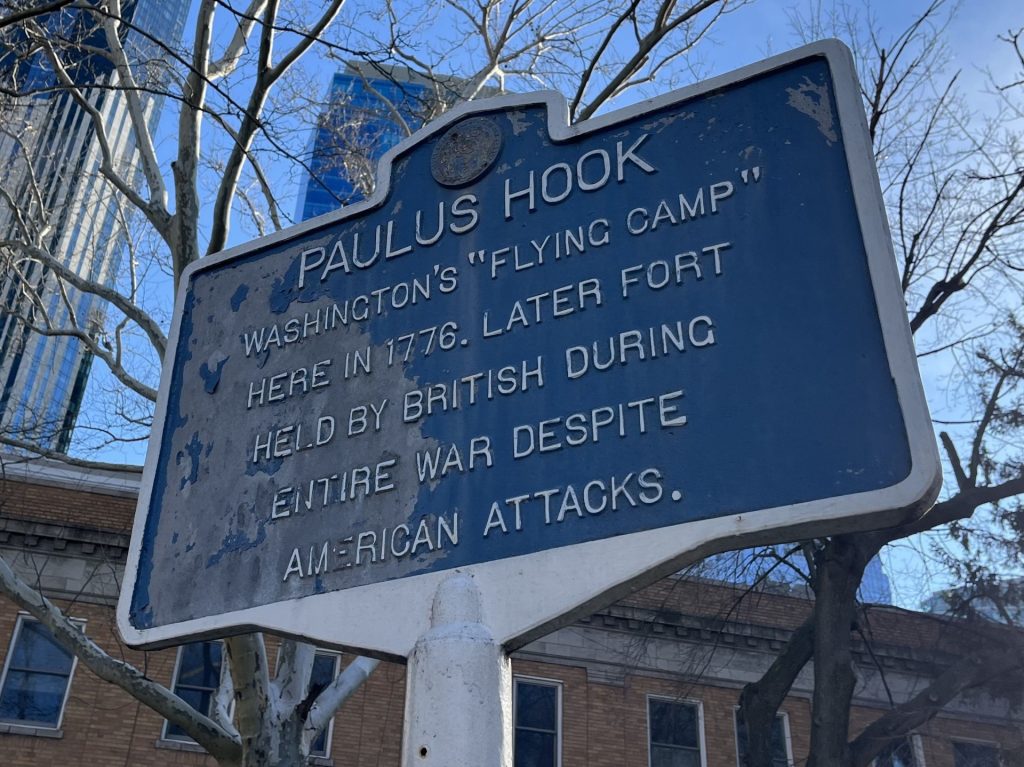 PAULUS HOOK
WASHINGTON'S "FLYING CAMP"
HERE IN 1776. LATER FORT
HELD BY BRITISH DURING
ENTIRE WAR DESPITE
AMERICAN ATTACKS.